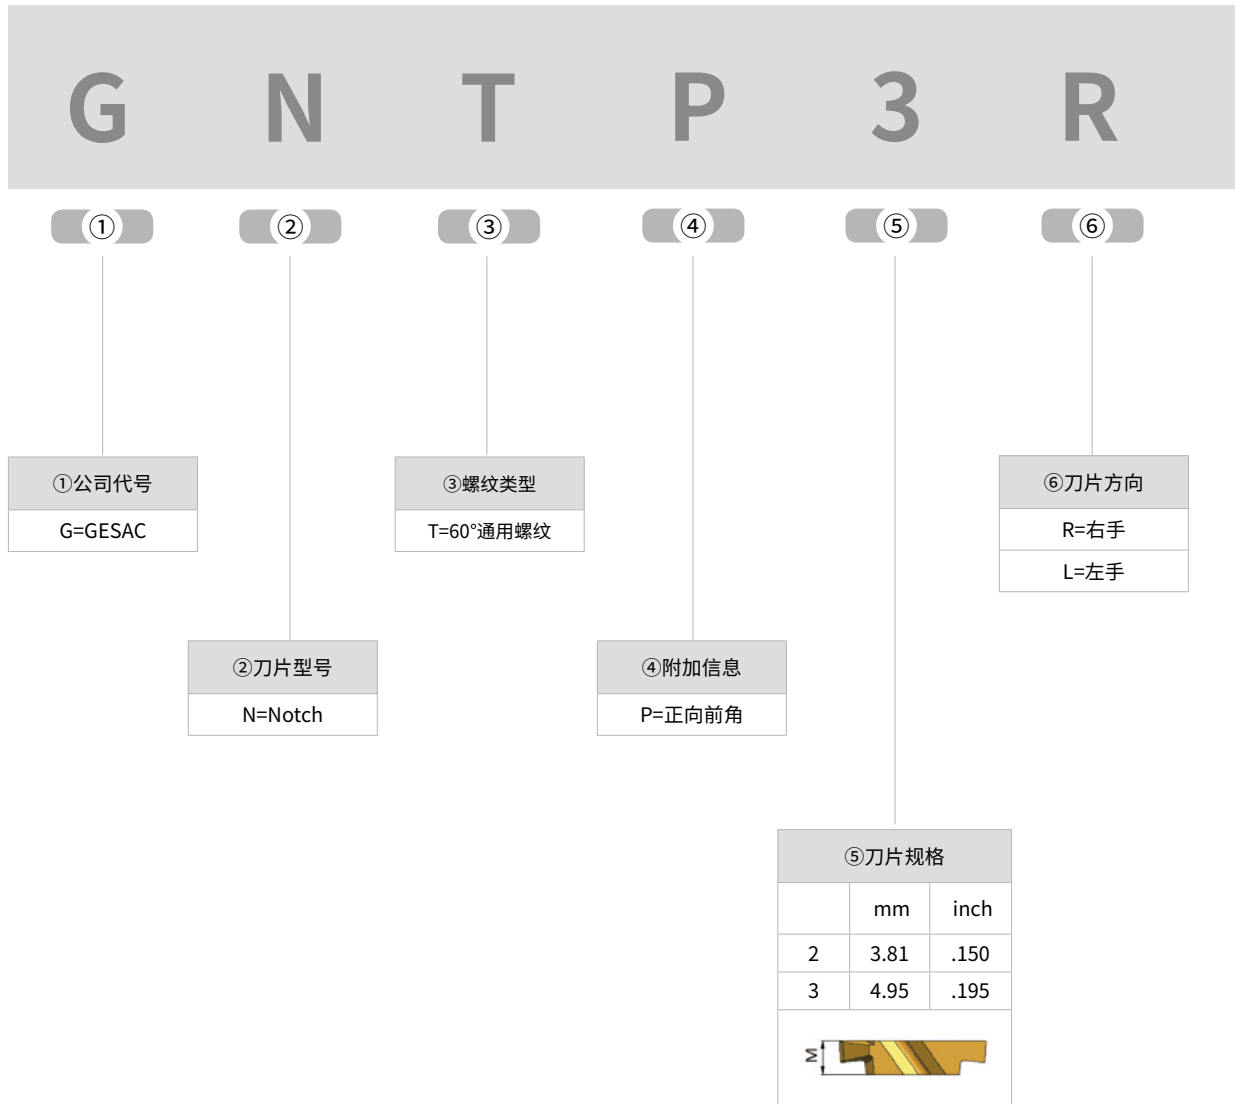 G N T P 3 R
① ② ③ ④ ⑤ ⑥
①公司代号
G=GESAC
③螺纹类型
T=60°通用螺纹
⑥刀片方向
R=右手
L=左手
②刀片型号
N=Notch
④附加信息
P=正向前角
⑤刀片规格
mm inch
2 3.81 .150
3 4.95 .195
M